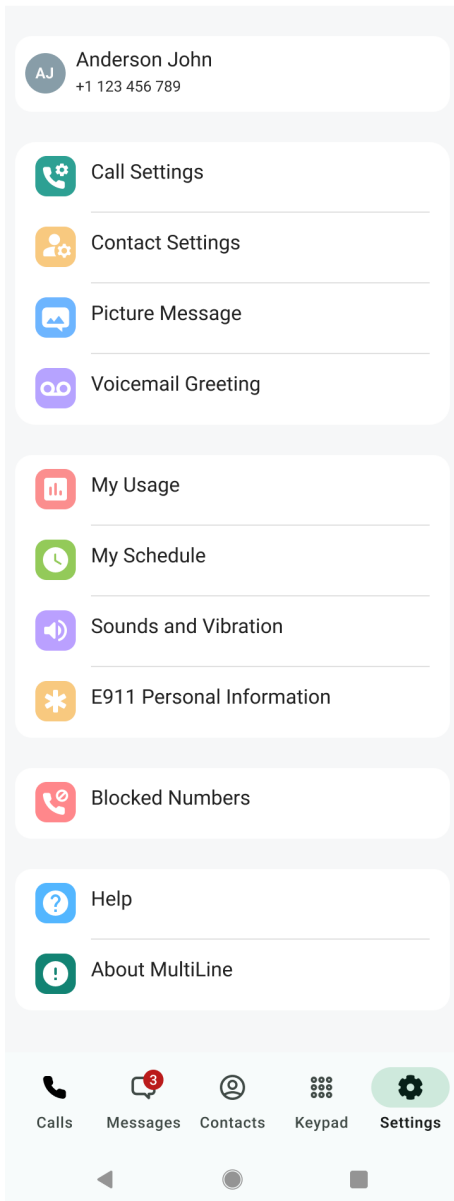 AJ
Anderson John
+1 123 456 789
Call Settings
Contact Settings
Picture Message
Voicemail Greeting
My Usage
My Schedule
Sounds and Vibration
E911 Personal Information
Blocked Numbers
Help
About MultiLine
3
Calls Messages Contacts Keypad Settings